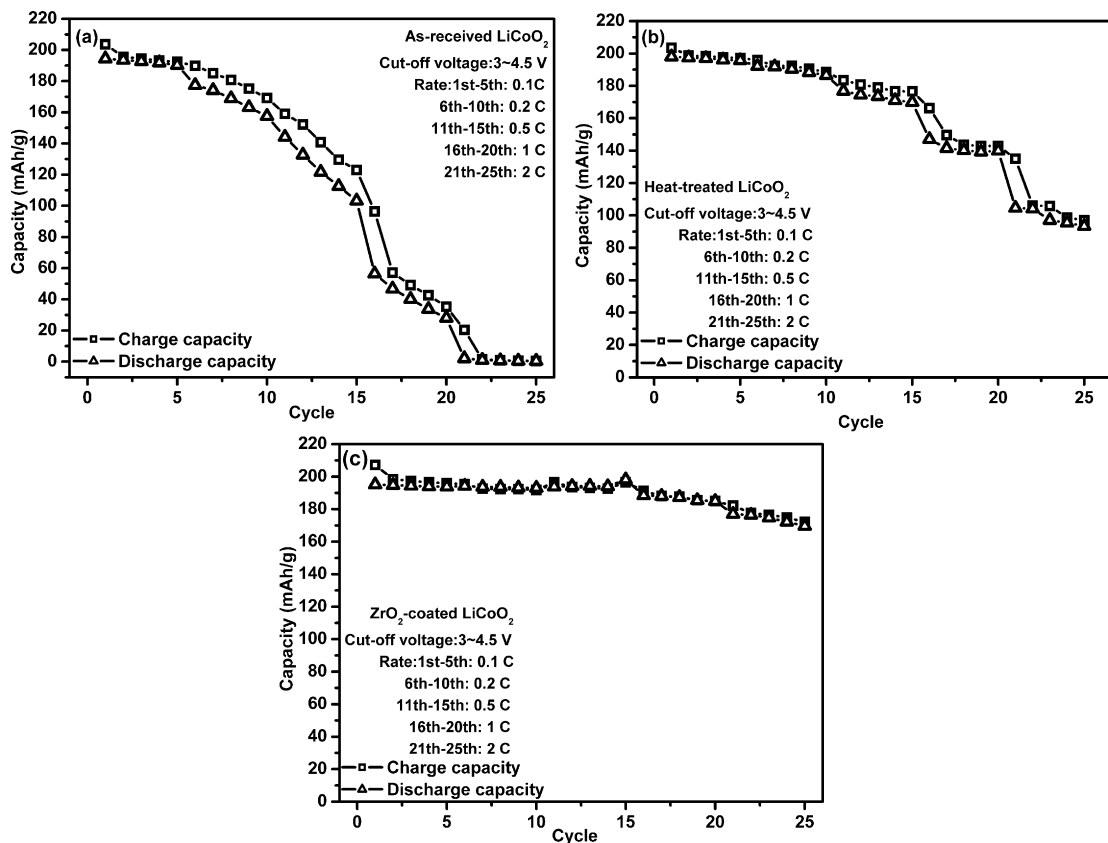 (a)
As-received LiCoO₂
Cut-off voltage:3~4.5 V
Rate:1st-5th: 0.1C
6th-10th: 0.2 C
11th-15th: 0.5 C
16th-20th: 1 C
21th-25th: 2 C
Charge capacity
Discharge capacity
Capacity (mAh/g)
220
200
180
160
140
120
100
80
60
40
20
0
0 5 10 15 20 25
Cycle
(b)
Heat-treated LiCoO₂
Cut-off voltage:3~4.5 V
Rate:1st-5th: 0.1 C
6th-10th: 0.2 C
11th-15th: 0.5 C
16th-20th: 1 C
21th-25th: 2 C
Charge capacity
Discharge capacity
Capacity (mAh/g)
220
200
180
160
140
120
100
80
60
40
20
0
0 5 10 15 20 25
Cycle
(c)
ZrO₂-coated LiCoO₂
Cut-off voltage:3~4.5 V
Rate:1st-5th: 0.1 C
6th-10th: 0.2 C
11th-15th: 0.5 C
16th-20th: 1 C
21th-25th: 2 C
Charge capacity
Discharge capacity
Capacity (mAh/g)
220
200
180
160
140
120
100
80
60
40
20
0
0 5 10 15 20 25
Cycle